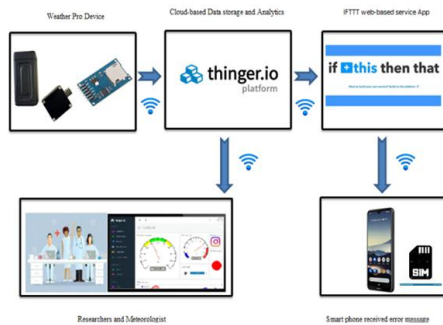 Weather Pro Device
Cloud-based Data storage and Analytics
IFTTT web-based service App
thinger.io
platform
if this then that
SIM
Researchers and Meteorologist
Smart phone received error message